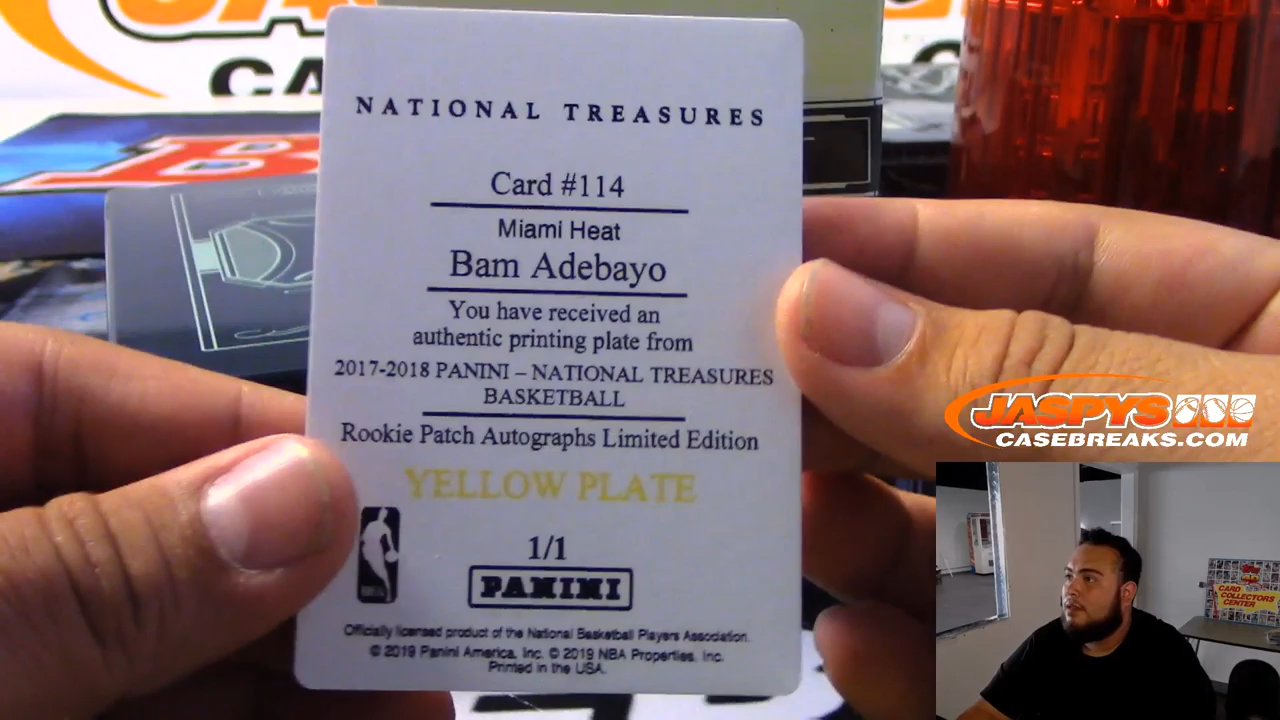 CA
B
NATIONAL TREASURES
Card #114
Miami Heat
Bam Adebayo
You have received an
authentic printing plate from
2017-2018 PANINI – NATIONAL TREASURES
BASKETBALL
Rookie Patch Autographs Limited Edition
YELLOW PLATE
1/1
PANINI
Officially licensed product of the National Basketball Players Association.
© 2019 Panini America, Inc. © 2019 NBA Properties, Inc.
Printed in the USA.
JASPYS
CASEBREAKS.COM
Topps
CARD
COLLECTORS
CENTER